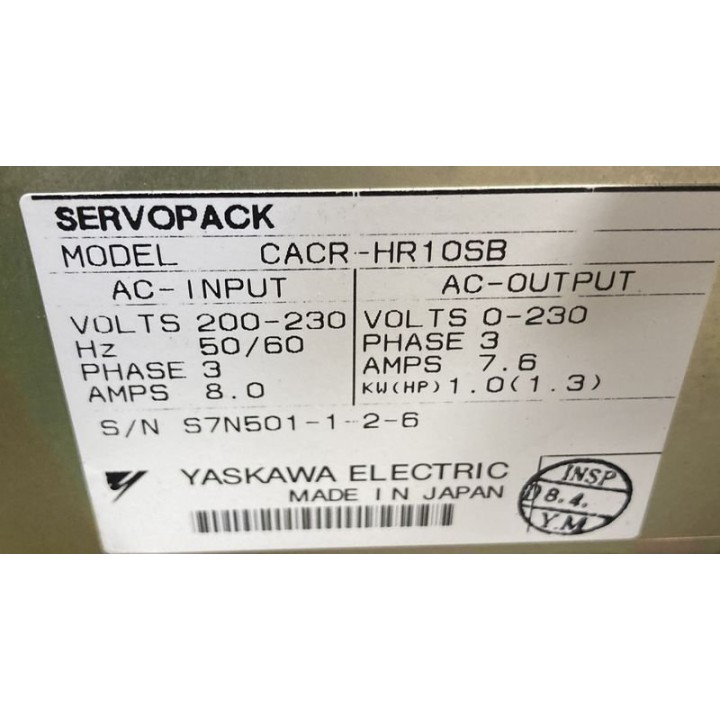 SERVOPACK
MODEL CACR-HR10SB
AC-INPUT
VOLTS 200-230
Hz 50/60
PHASE 3
AMPS 8.0
AC-OUTPUT
VOLTS 0-230
PHASE 3
AMPS 7.6
KW(HP) 1.0(1.3)
S/N S7N501-1-2-6
YASKAWA ELECTRIC
MADE IN JAPAN
INSP
8.4.
Y.M